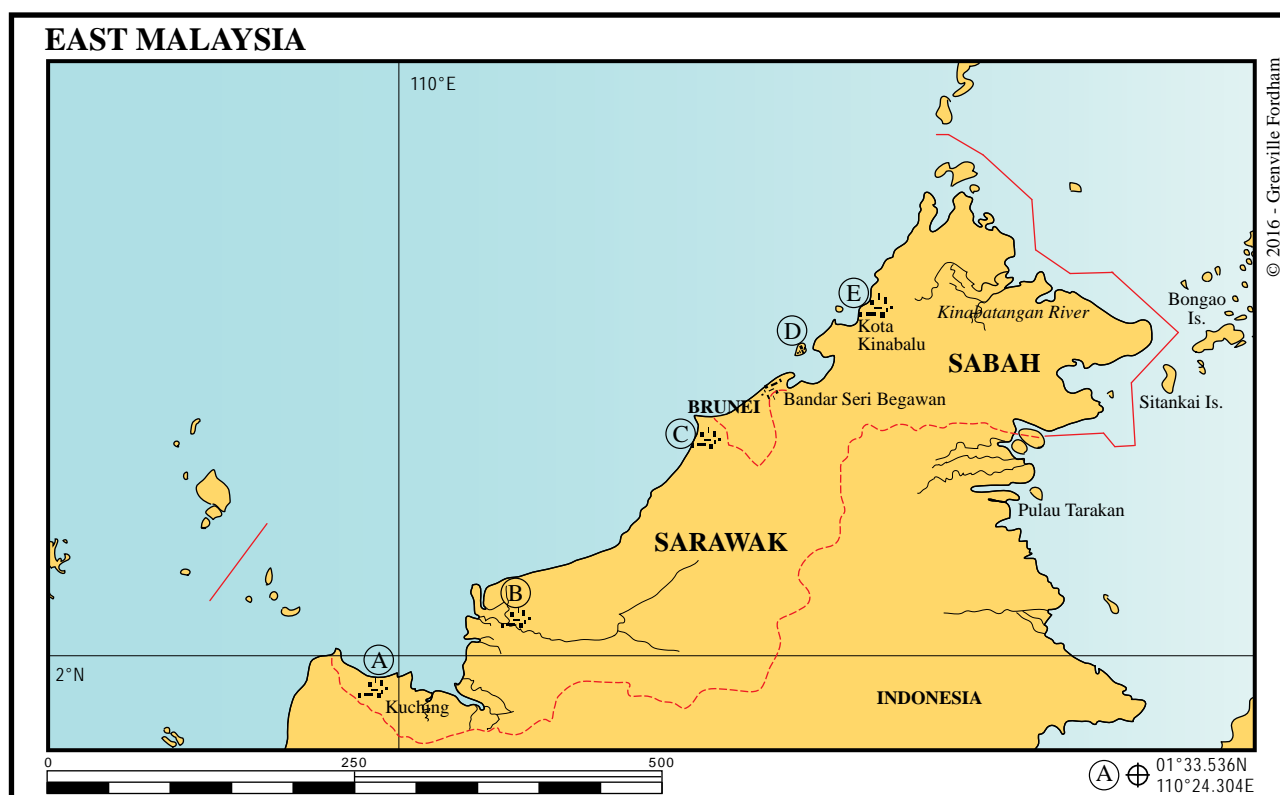 EAST MALAYSIA
110°E
© 2016 - Grenville Fordham
E
Kota
Kinabalu
Kinabatangan River
Bongao
Is.
D
SABAH
Sitankai Is.
BRUNEI
Bandar Seri Begawan
C
Pulau Tarakan
SARAWAK
B
A
2°N
Kuching
INDONESIA
0 250 500
A 01°33.536N
110°24.304E